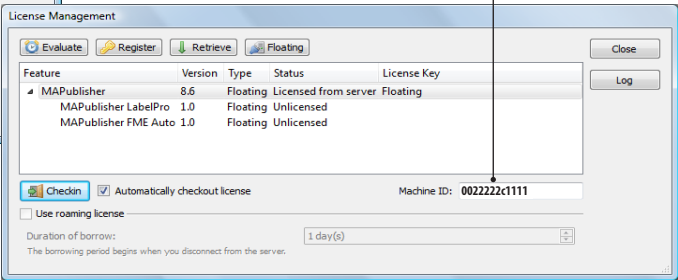 License Management
Evaluate Register Retrieve Floating Close
Feature Version Type Status License Key
Log
MAPublisher 8.6 Floating Licensed from server Floating
MAPublisher LabelPro 1.0 Floating Unlicensed
MAPublisher FME Auto 1.0 Floating Unlicensed
Checkin Automatically checkout license Machine ID: 0022222c1111
Use roaming license
Duration of borrow: 1 day(s)
The borrowing period begins when you disconnect from the server.